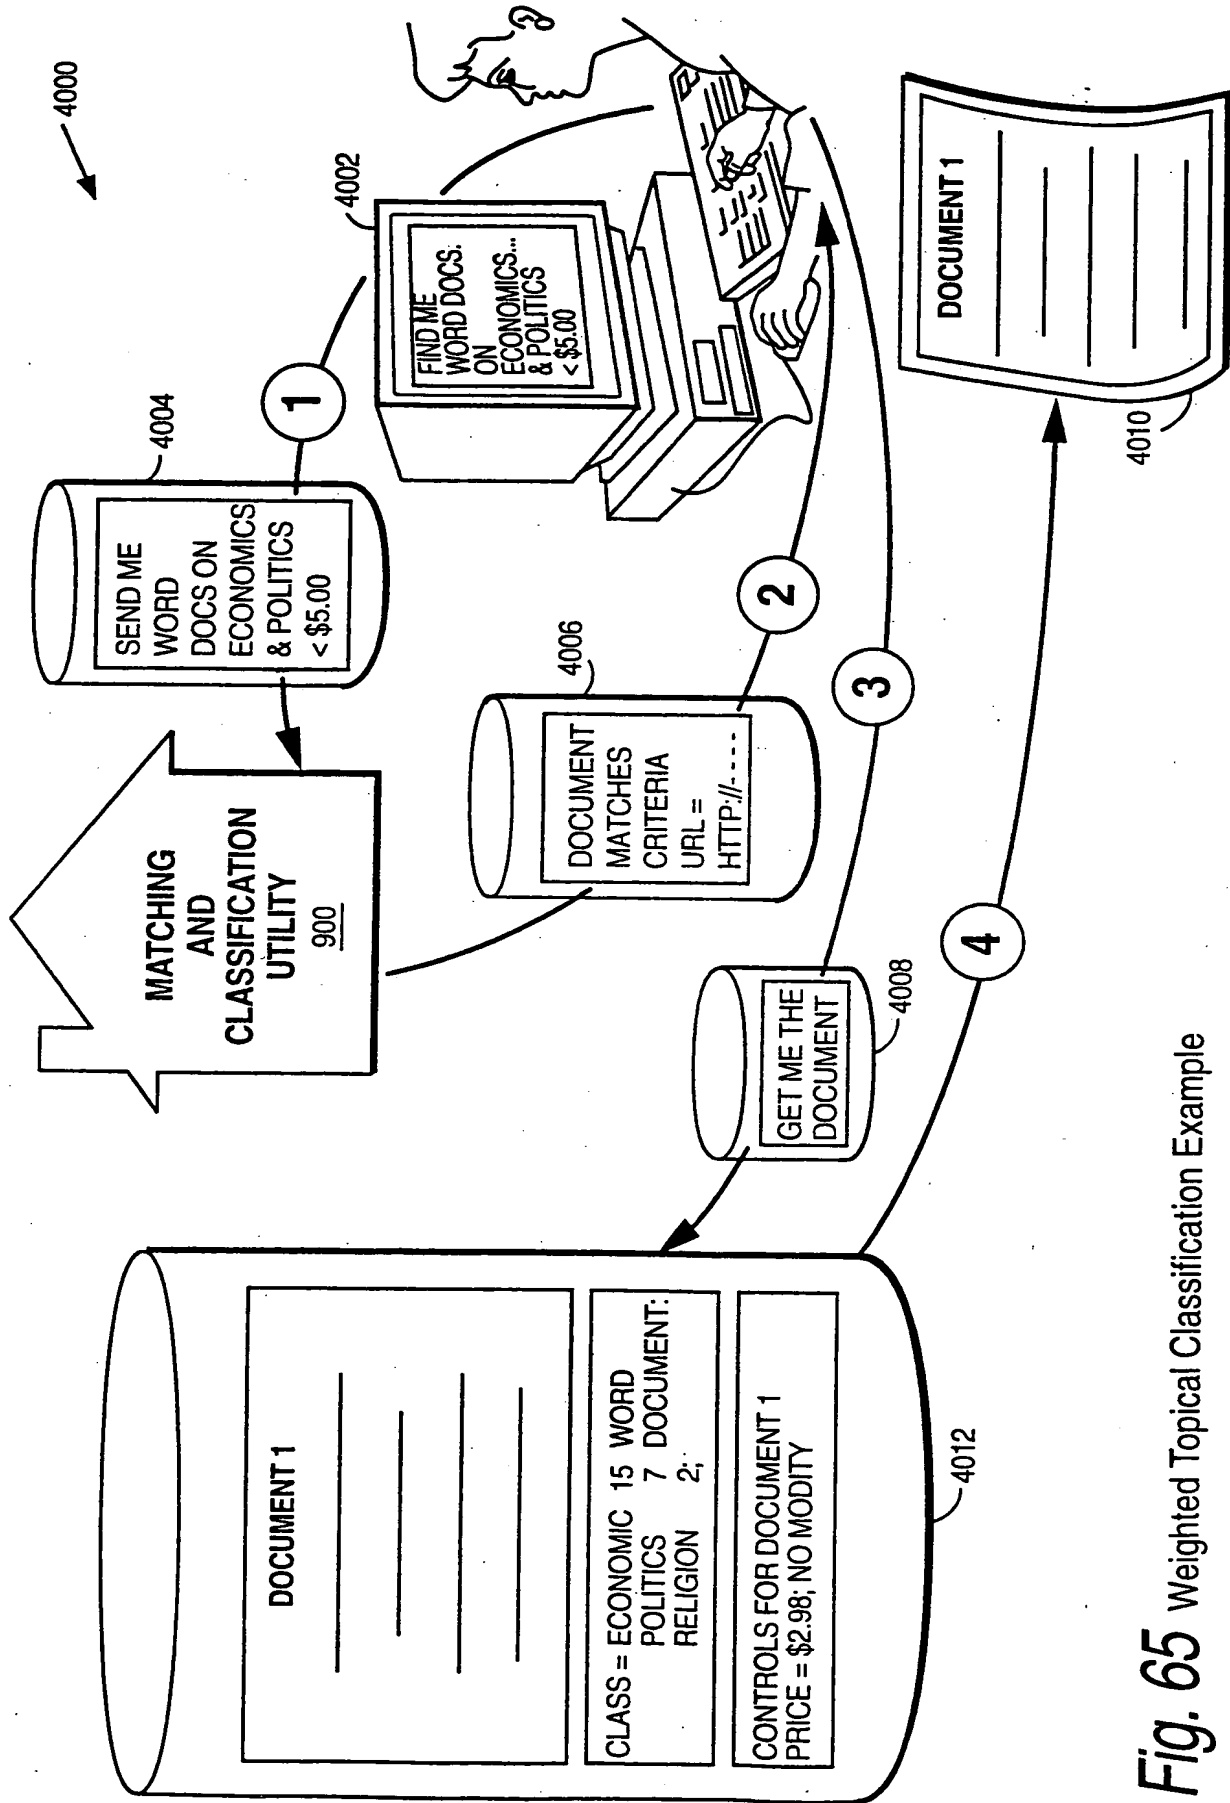 4000
4002
FIND ME
WORD DOCS.
ON
ECONOMICS...
& POLITICS
<$5.00
1
4004
SEND ME
WORD
DOCS ON
ECONOMICS
& POLITICS
<$5.00
MATCHING
AND
CLASSIFICATION
UTILITY
900
4006
DOCUMENT
MATCHES
CRITERIA
URL =
HTTP://----
2
3
4008
GET ME THE
DOCUMENT
4
DOCUMENT 1
4010
DOCUMENT 1
CLASS = ECONOMIC 15 WORD
POLITICS 7 DOCUMENT:
RELIGION 2;
CONTROLS FOR DOCUMENT 1
PRICE = $2.98; NO MODITY
4012
Fig. 65 Weighted Topical Classification Example